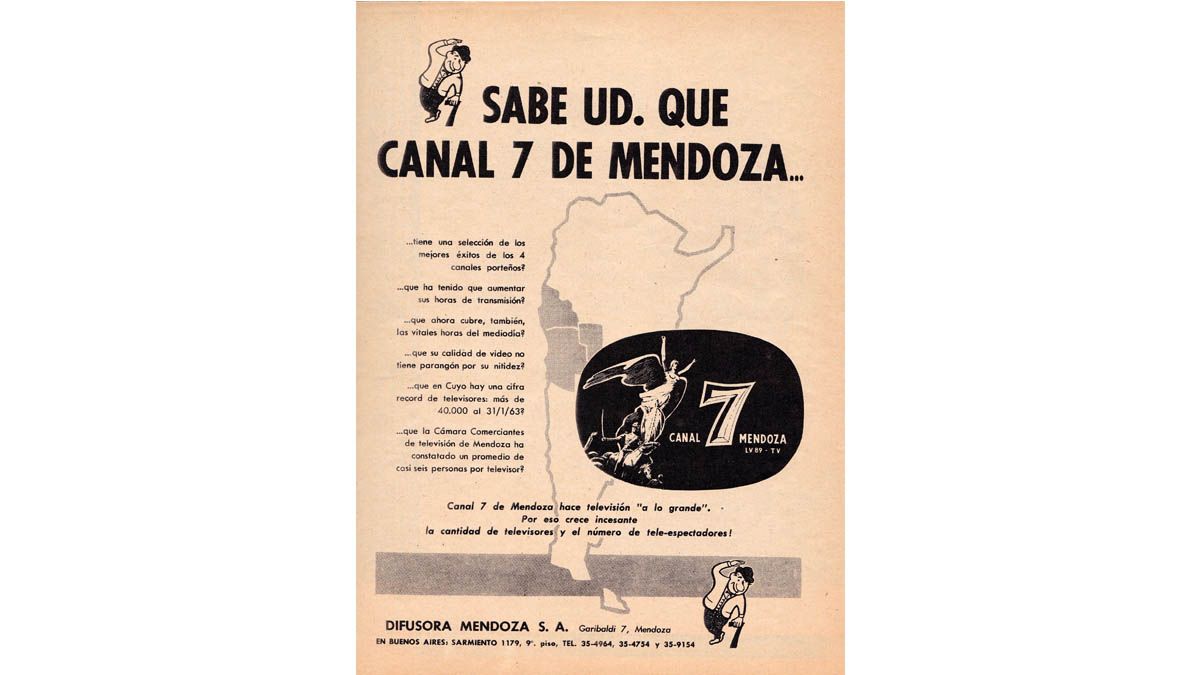 SABE UD. QUE
CANAL 7 DE MENDOZA...
...tiene una selección de los
mejores éxitos de los 4
canales porteños?
...que ha tenido que aumentar
sus horas de transmisión?
...que ahora cubre, también,
las vitales horas del mediodía?
...que su calidad de video no
tiene parangón por su nitidez?
...que en Cuyo hay una cifra
record de televisores: más de
40.000 al 31/1/63?
...que la Cámara Comerciantes
de televisión de Mendoza ha
constatado un promedio de
casi seis personas por televisor?
CANAL 7 MENDOZA
LV 89 - TV
Canal 7 de Mendoza hace televisión "a lo grande".
Por eso crece incesante
la cantidad de televisores y el número de tele-espectadores!
7
7
DIFUSORA MENDOZA S. A. Garibaldi 7, Mendoza
EN BUENOS AIRES: SARMIENTO 1179, 9º. piso, TEL. 35-4964, 35-4754 y 35-9154